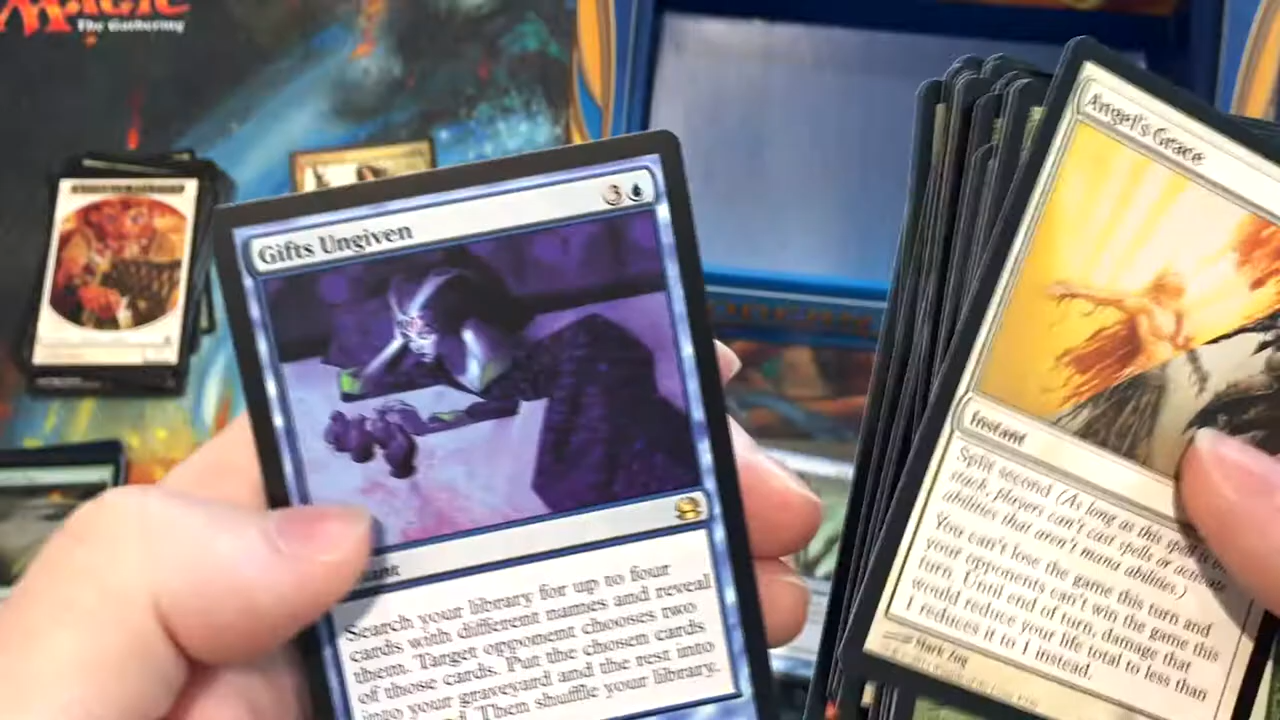 MAGIC
The Gathering
Gifts Ungiven
3
Search your library for up to four
cards with different names and reveal
them. Target opponent chooses two
of those cards. Put the chosen cards
into your graveyard and the rest into
Then shuffle your library.
Angel's Grace
Instant
Split second (As long as this spell is on
stack, players can't cast spells or activate
abilities that aren't mana abilities.)
You can't lose the game this turn and
your opponents can't win the game this
turn. Until end of turn, damage that
would reduce your life total to less than
1 reduces it to 1 instead.
Mark Zug